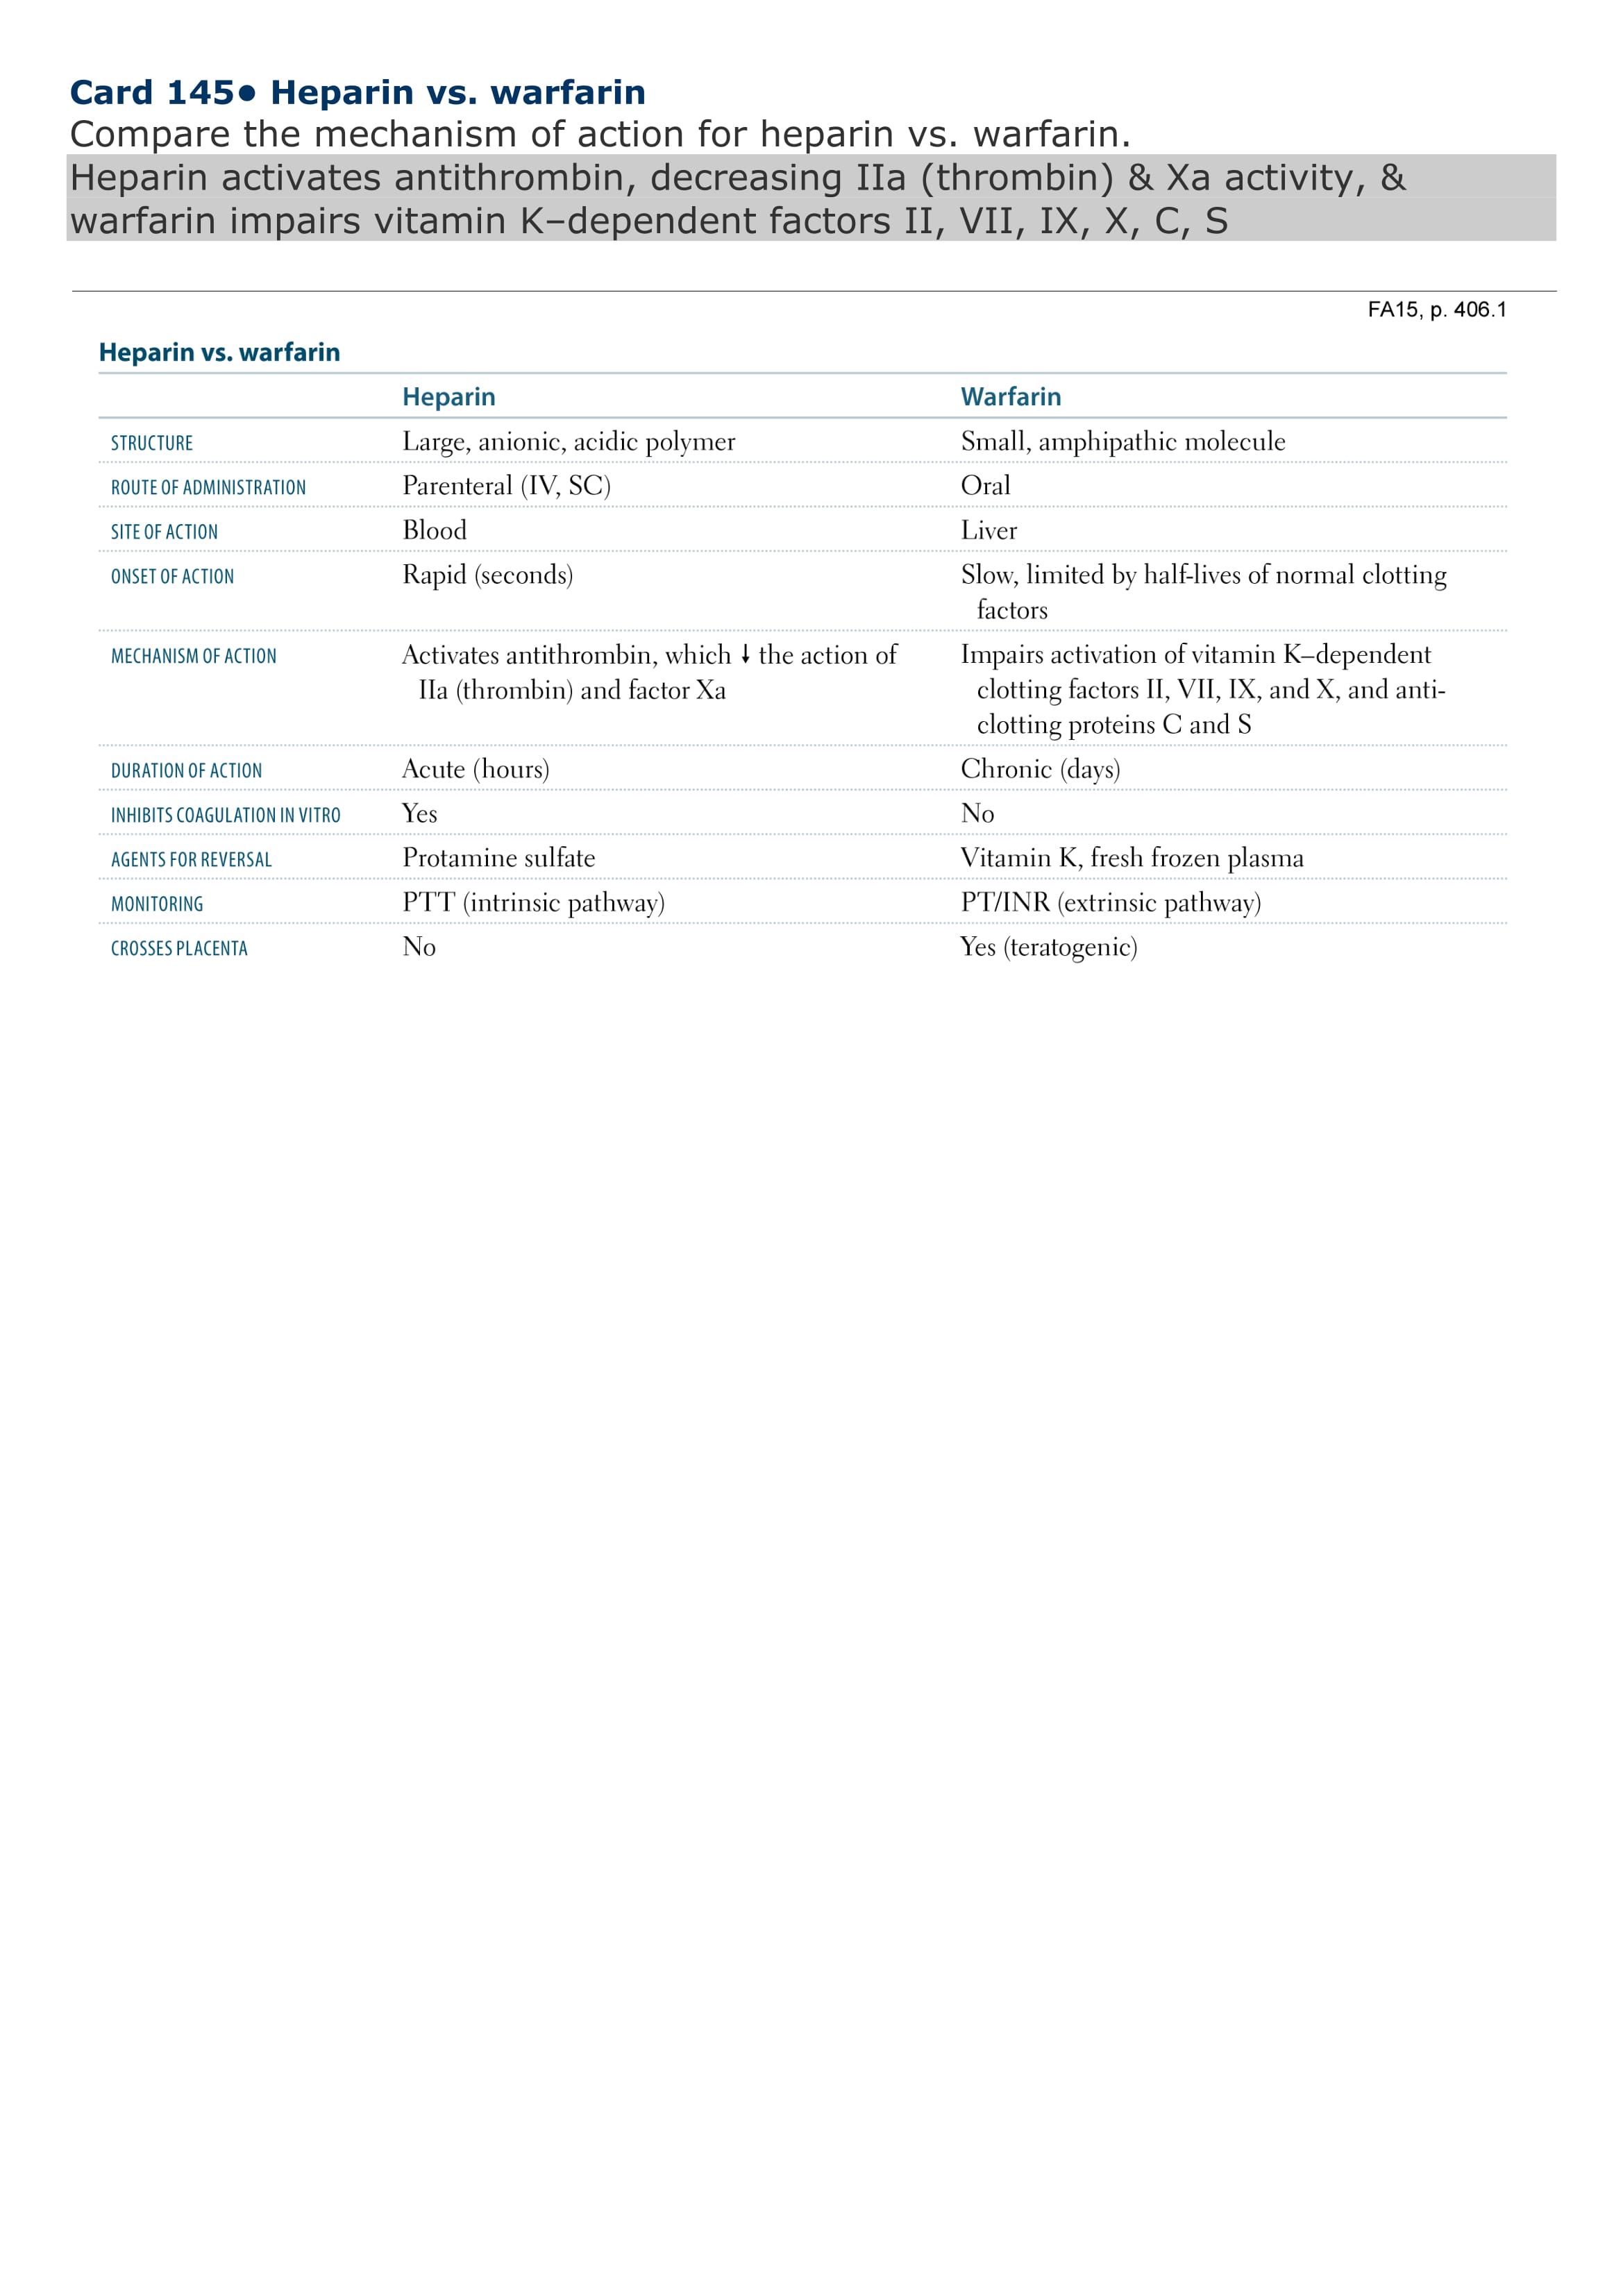 Card 145• Heparin vs. warfarin
Compare the mechanism of action for heparin vs. warfarin.
Heparin activates antithrombin, decreasing IIa (thrombin) & Xa activity, &
warfarin impairs vitamin K–dependent factors II, VII, IX, X, C, S
FA15, p. 406.1
Heparin vs. warfarin
Heparin Warfarin
STRUCTURE Large, anionic, acidic polymer Small, amphipathic molecule
ROUTE OF ADMINISTRATION Parenteral (IV, SC) Oral
SITE OF ACTION Blood Liver
ONSET OF ACTION Rapid (seconds) Slow, limited by half-lives of normal clotting
factors
MECHANISM OF ACTION Activates antithrombin, which ↓ the action of Impairs activation of vitamin K–dependent
IIa (thrombin) and factor Xa clotting factors II, VII, IX, and X, and anti-
clotting proteins C and S
DURATION OF ACTION Acute (hours) Chronic (days)
INHIBITS COAGULATION IN VITRO Yes No
AGENTS FOR REVERSAL Protamine sulfate Vitamin K, fresh frozen plasma
MONITORING PTT (intrinsic pathway) PT/INR (extrinsic pathway)
CROSSES PLACENTA No Yes (teratogenic)